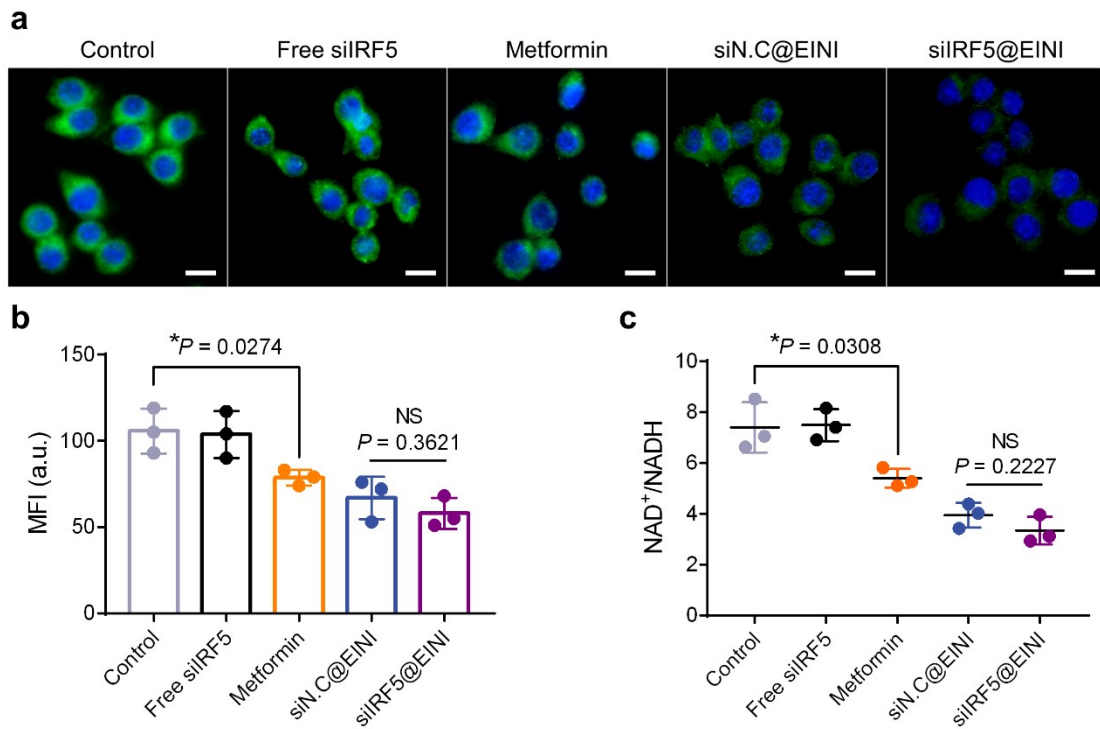 a
Control
Free siIRF5
Metformin
siN.C@EINI
siIRF5@EINI
b
MFI (a.u.)
150
100
50
0
*P = 0.0274
NS
P = 0.3621
Control
Free siIRF5
Metformin
siN.C@EINI
siIRF5@EINI
c
NAD⁺/NADH
10
8
6
4
2
0
*P = 0.0308
NS
P = 0.2227
Control
Free siIRF5
Metformin
siN.C@EINI
siIRF5@EINI